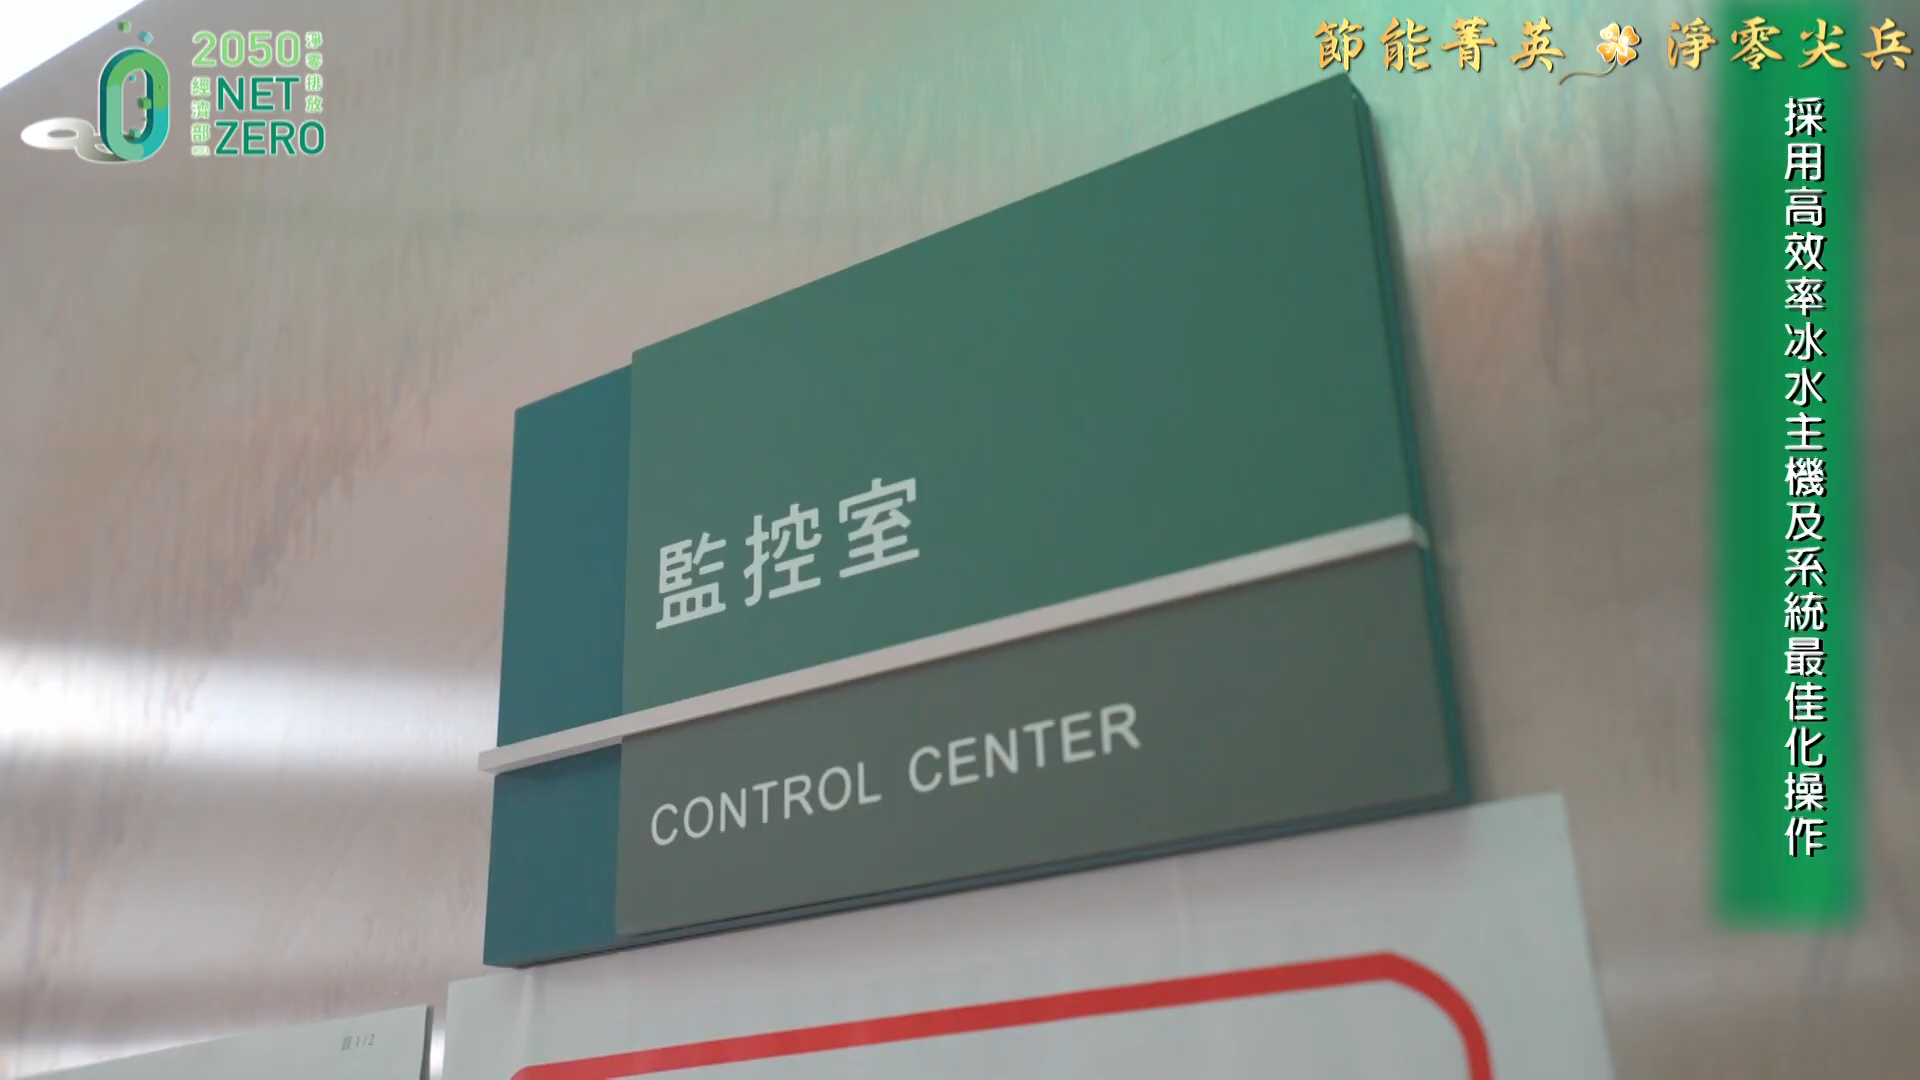 2050
NET
ZERO
淨零排放
經濟部
節能菁英 淨零尖兵
採用高效率冰水主機及系統最佳化操作
監控室
CONTROL CENTER